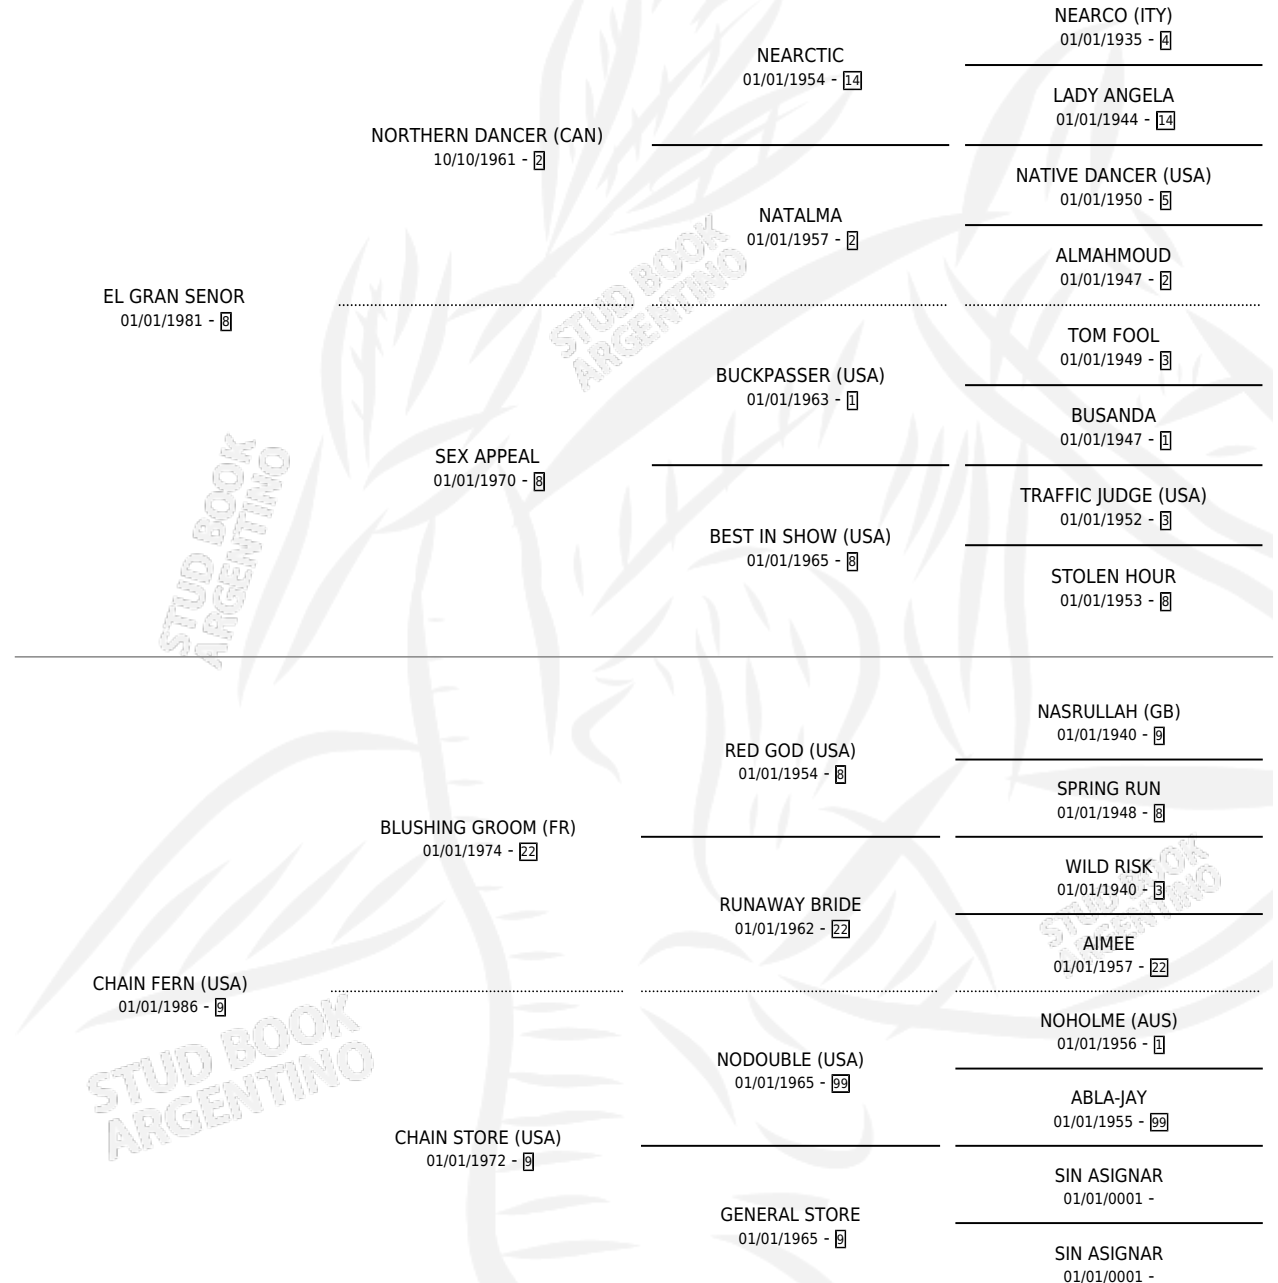 NEARCO (ITY)
01/01/1935 - 4
NEARCTIC
01/01/1954 - 14
LADY ANGELA
01/01/1944 - 14
NORTHERN DANCER (CAN)
10/10/1961 - 2
NATIVE DANCER (USA)
01/01/1950 - 5
NATALMA
01/01/1957 - 2
ALMAHMOUD
01/01/1947 - 2
EL GRAN SENOR
01/01/1981 - 8
TOM FOOL
01/01/1949 - 3
BUCKPASSER (USA)
01/01/1963 - 1
BUSANDA
01/01/1947 - 1
SEX APPEAL
01/01/1970 - 8
TRAFFIC JUDGE (USA)
01/01/1952 - 3
BEST IN SHOW (USA)
01/01/1965 - 8
STOLEN HOUR
01/01/1953 - 8
NASRULLAH (GB)
01/01/1940 - 9
RED GOD (USA)
01/01/1954 - 8
SPRING RUN
01/01/1948 - 8
BLUSHING GROOM (FR)
01/01/1974 - 22
WILD RISK
01/01/1940 - 3
RUNAWAY BRIDE
01/01/1962 - 22
AIMEE
01/01/1957 - 22
CHAIN FERN (USA)
01/01/1986 - 9
NOHOLME (AUS)
01/01/1956 - 1
NODOUBLE (USA)
01/01/1965 - 99
ABLA-JAY
01/01/1955 - 99
CHAIN STORE (USA)
01/01/1972 - 9
SIN ASIGNAR
01/01/0001 -
GENERAL STORE
01/01/1965 - 9
SIN ASIGNAR
01/01/0001 -
STUD BOOK
ARGENTINO
STUD BOOK
ARGENTINO
STUD BOOK
ARGENTINO
STUD BOOK
ARGENTINO